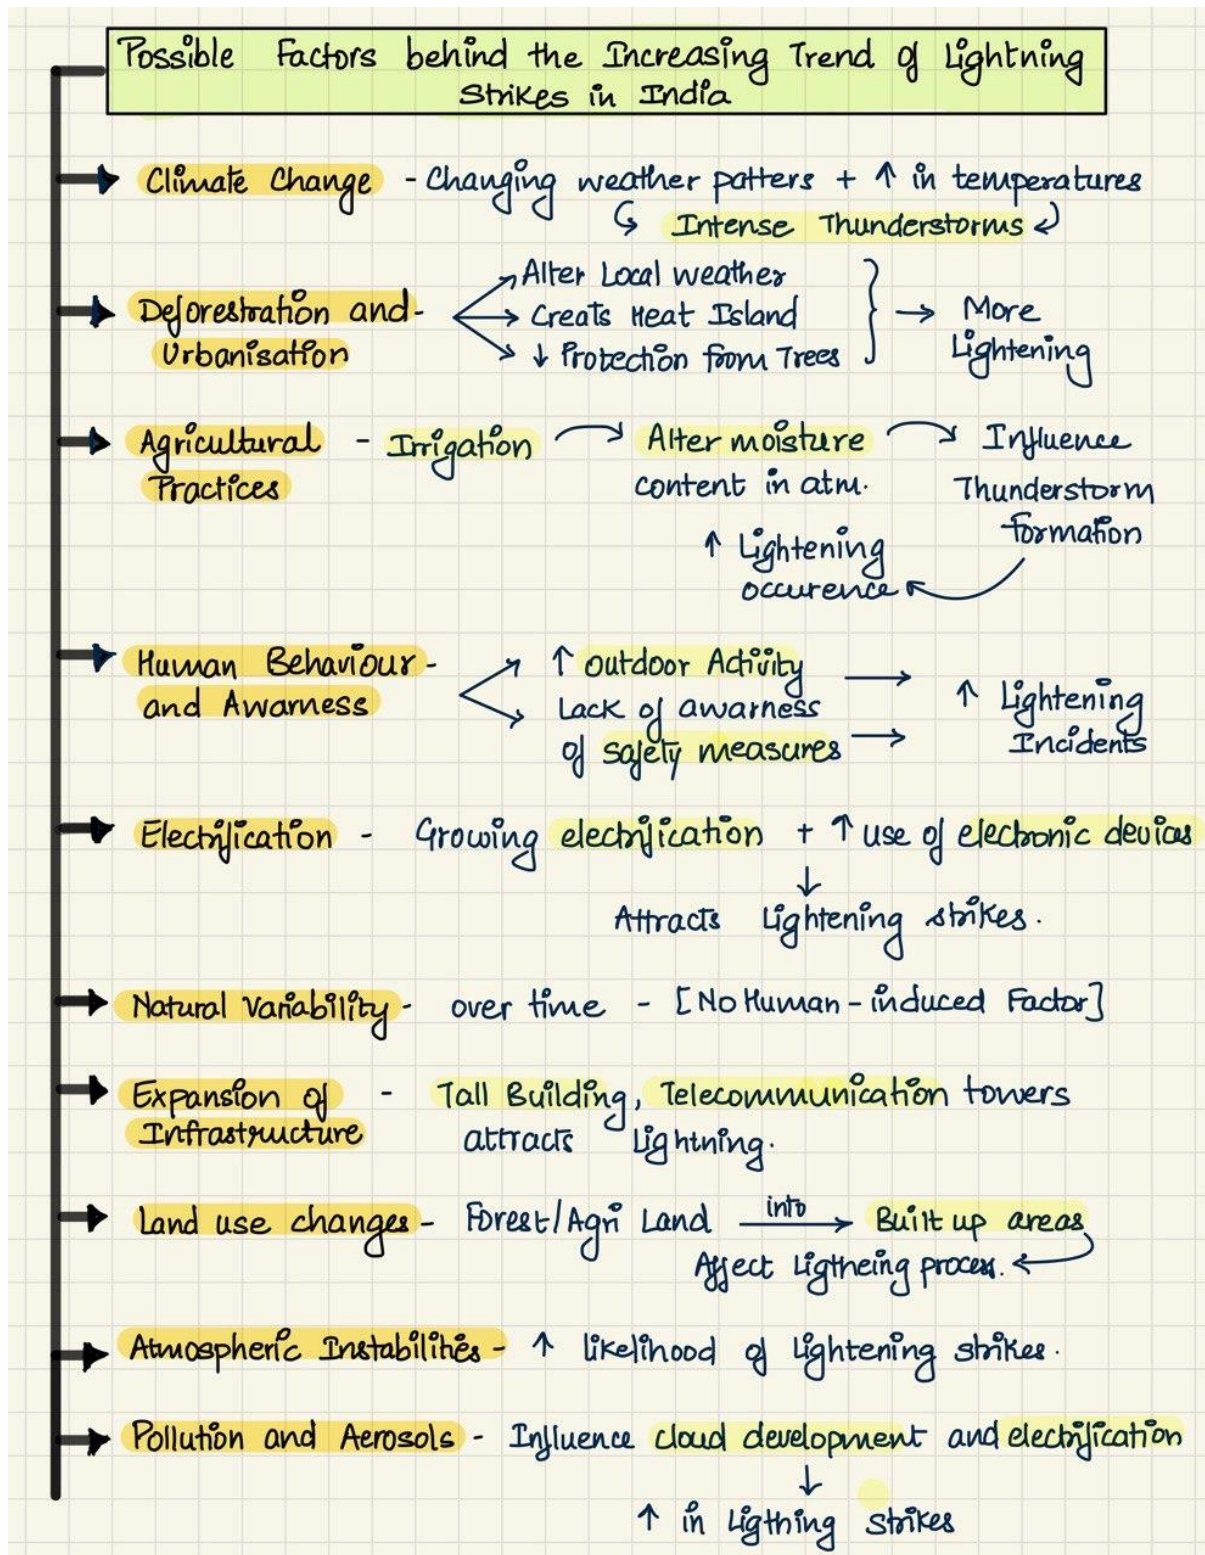 Possible Factors behind the Increasing Trend of Lightning
Strikes in India
Climate Change - Changing weather patters + ↑ in temperatures
Intense Thunderstorms
Deforestration and - Alter Local weather
Urbanisation
Creats Heat Island → More
↓ Protection from Trees Lightening
Agricultural - Irrigation Alter moisture Influence
Practices content in atm. Thunderstorm
formation
↑ Lightening
occurence
Human Behaviour - ↑ outdoor Activity →
and Awarness Lack of awarness ↑ Lightening
of safety measures → Incidents
Electrification - Growing electrification + ↑ use of electronic devices
↓
Attracts Lightening strikes.
Natural Variability - over time - [No Human-induced Factor]
Expansion of - Tall Building, Telecommunication towers
Infrastructure attracts Lightning.
Land use changes - Forest/Agri Land into → Built up areas
Affect Ligtheing process. ←
Atmospheric Instabilities - ↑ likelihood of Lightening strikes.
Pollution and Aerosols - Influence cloud development and electrification
↓
↑ in Ligthing strikes